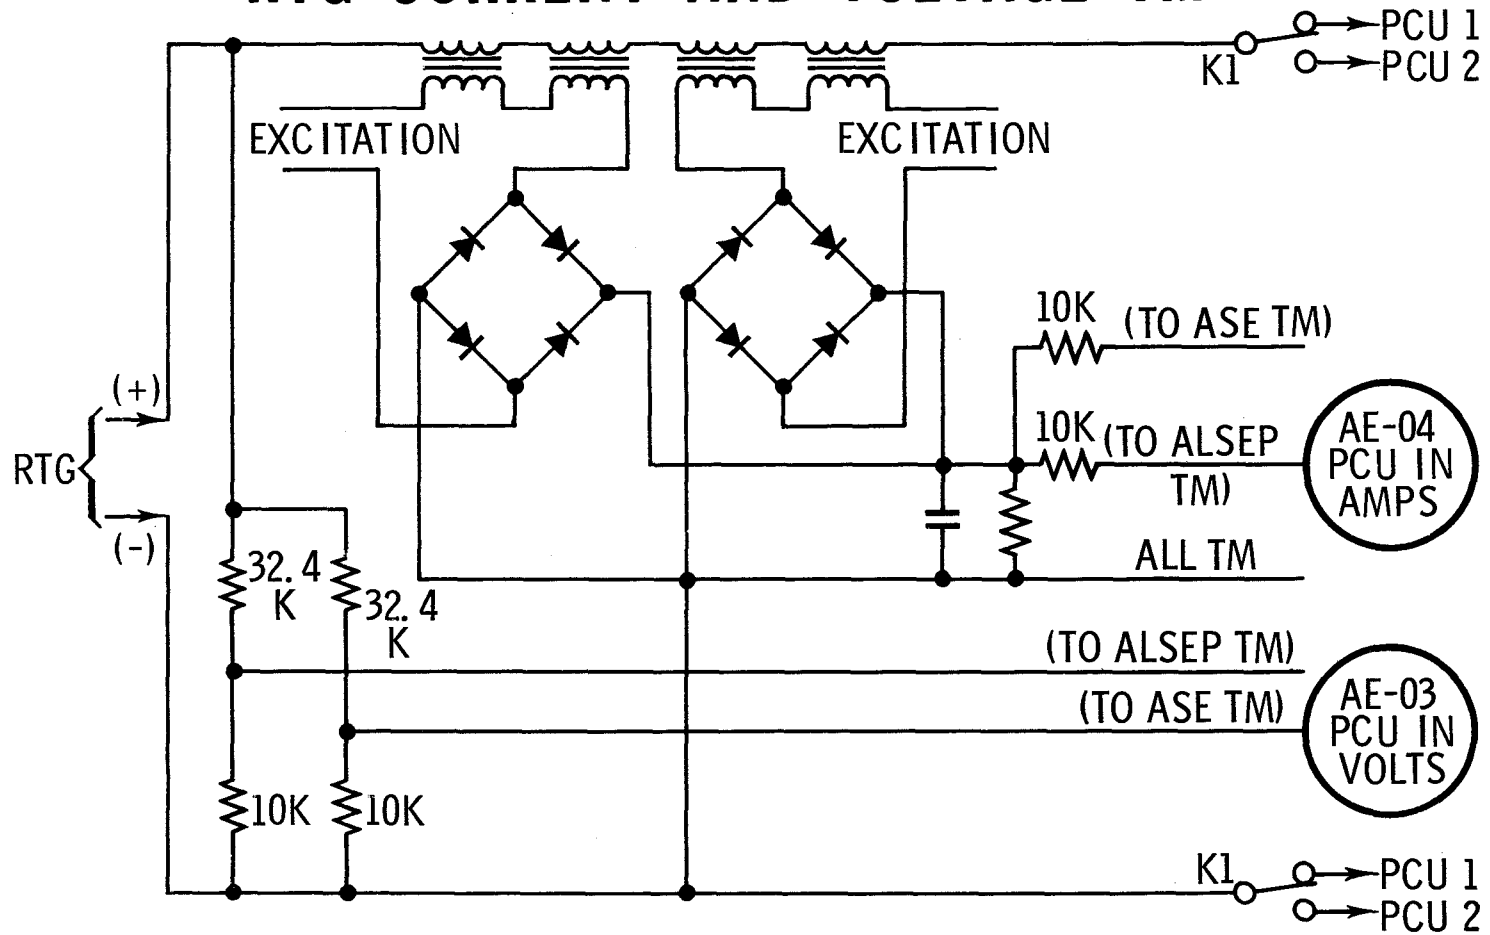 PCU 1
K1
PCU 2
EXCITATION
EXCITATION
10K
(TO ASE TM)
(+)
RTG
(-)
10K
(TO ALSEP
TM)
AE-04
PCU IN
AMPS
ALL TM
32.4
K
32.4
K
(TO ALSEP TM)
(TO ASE TM)
AE-03
PCU IN
VOLTS
10K
10K
K1
PCU 1
PCU 2